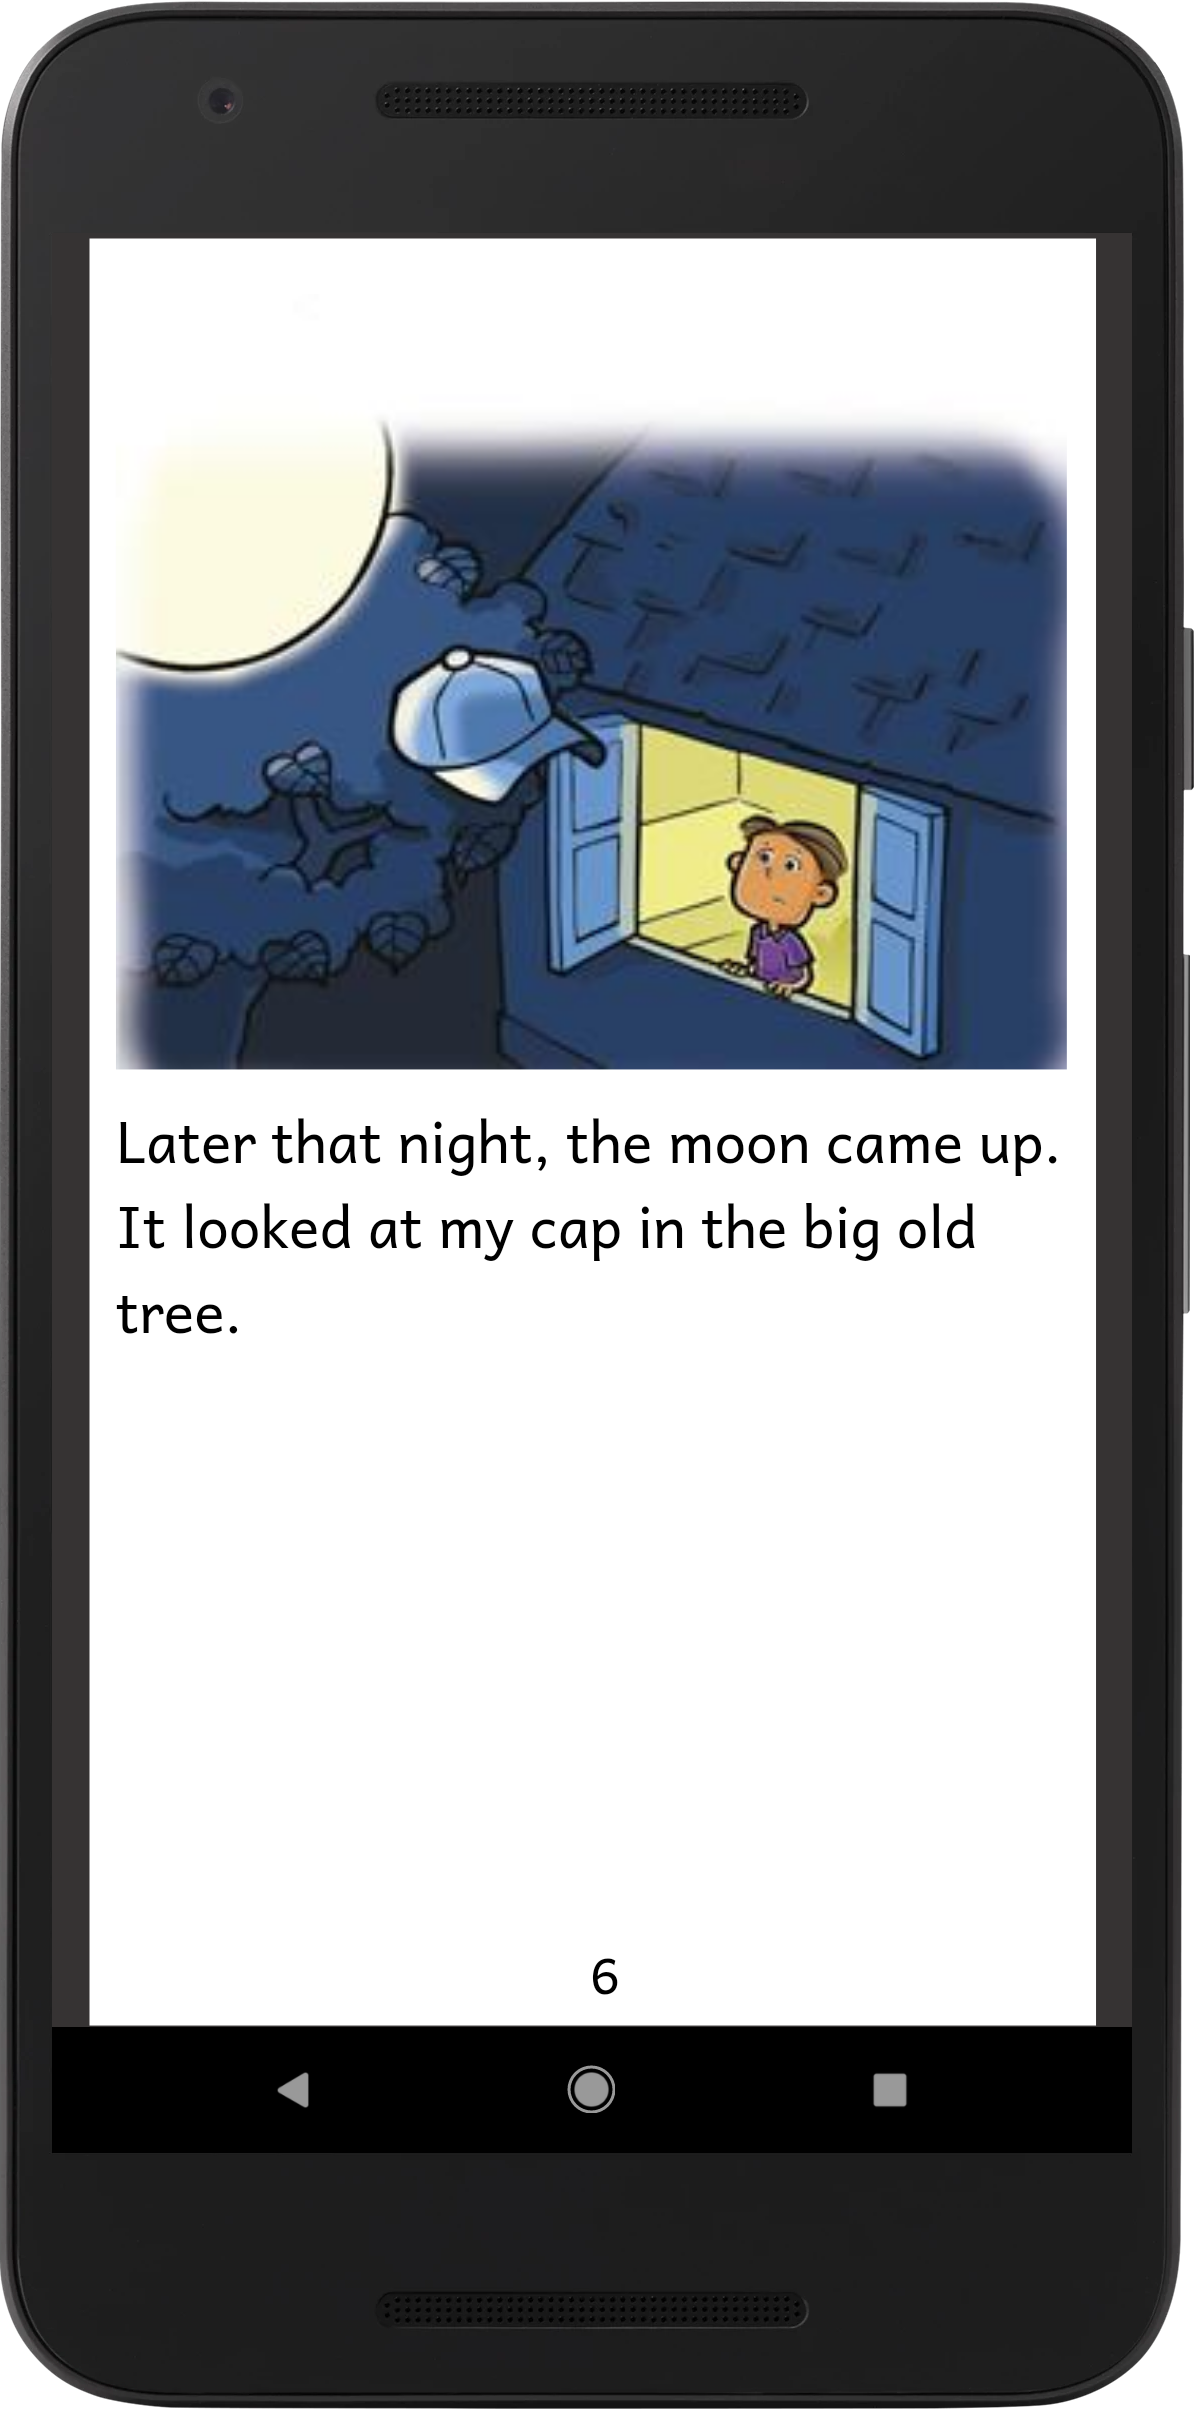 Later that night, the moon came up.
It looked at my cap in the big old
tree.
6